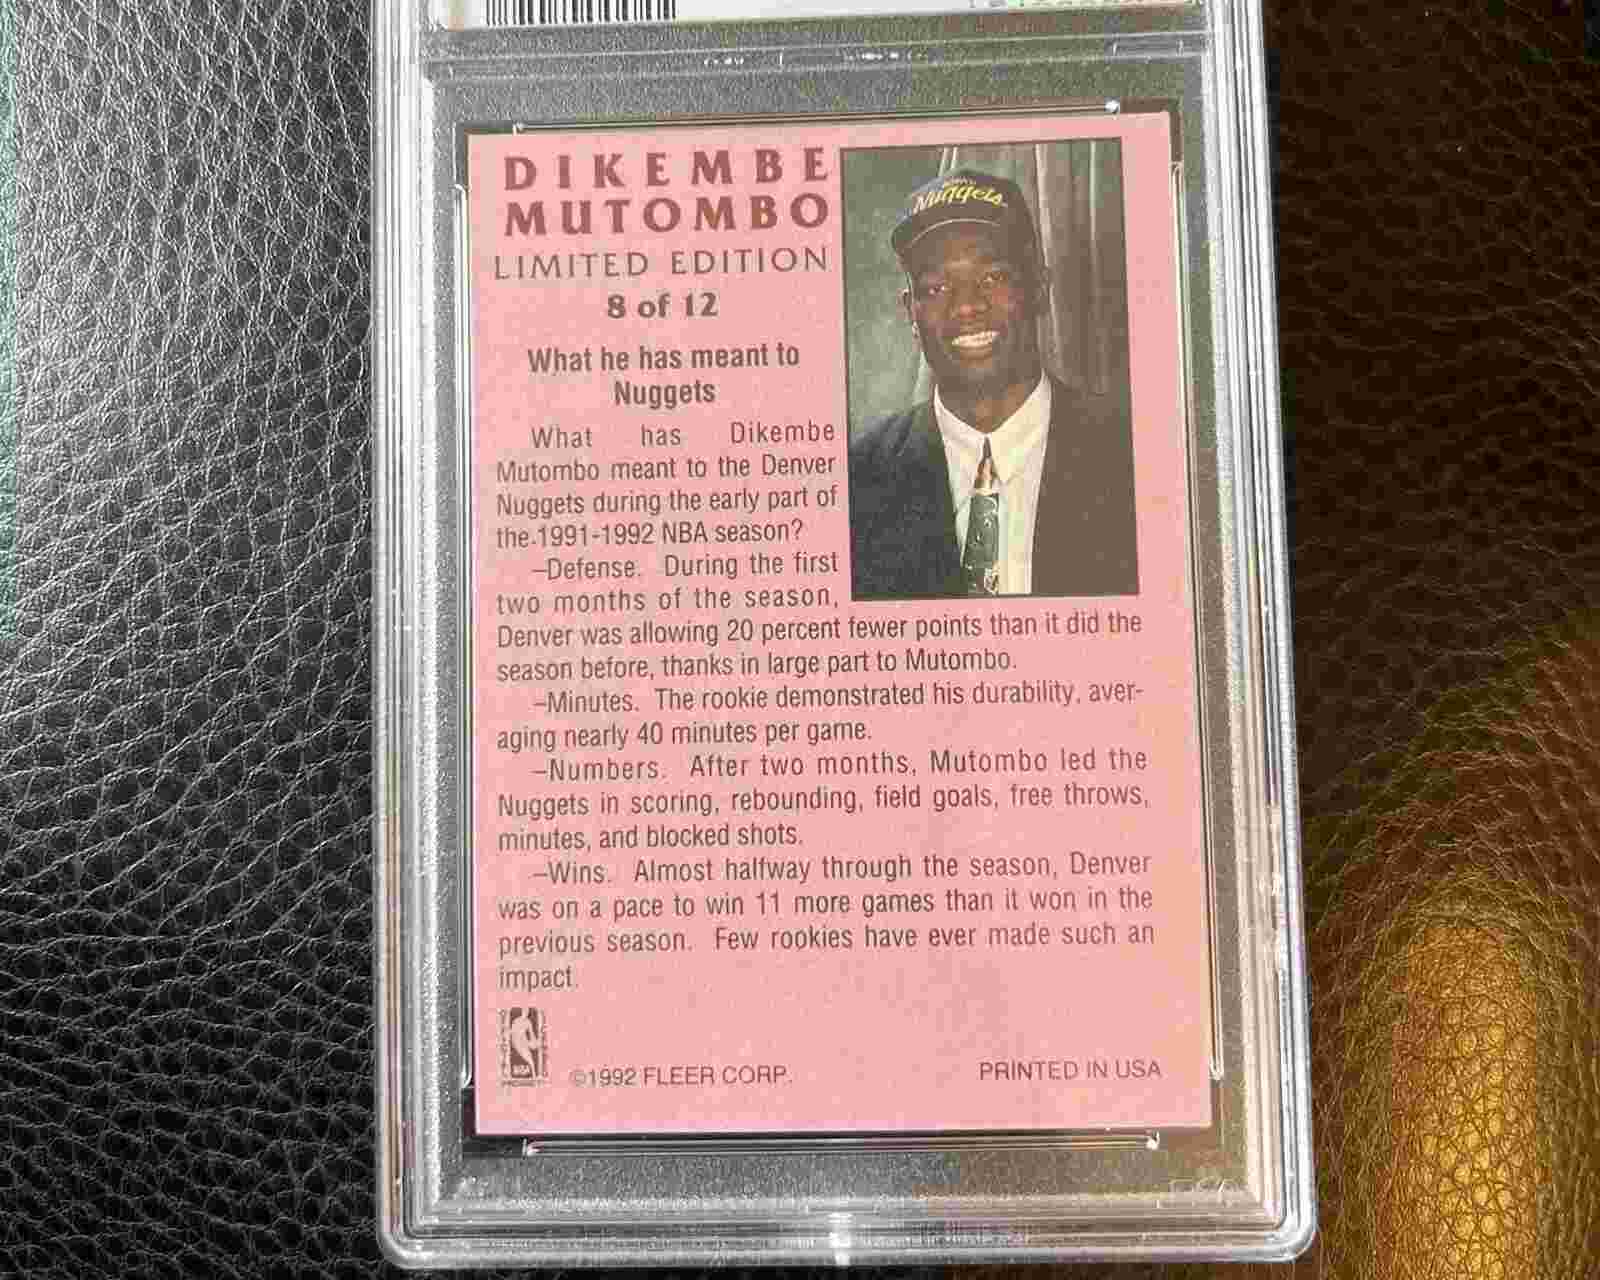 DIKEMBE
MUTOMBO
LIMITED EDITION
8 of 12
What he has meant to
Nuggets
What has Dikembe
Mutombo meant to the Denver
Nuggets during the early part of
the 1991-1992 NBA season?
–Defense. During the first
two months of the season,
Denver was allowing 20 percent fewer points than it did the
season before, thanks in large part to Mutombo.
–Minutes. The rookie demonstrated his durability, aver-
aging nearly 40 minutes per game.
–Numbers. After two months, Mutombo led the
Nuggets in scoring, rebounding, field goals, free throws,
minutes, and blocked shots.
–Wins. Almost halfway through the season, Denver
was on a pace to win 11 more games than it won in the
previous season. Few rookies have ever made such an
impact.
©1992 FLEER CORP.
PRINTED IN USA
Nuggets